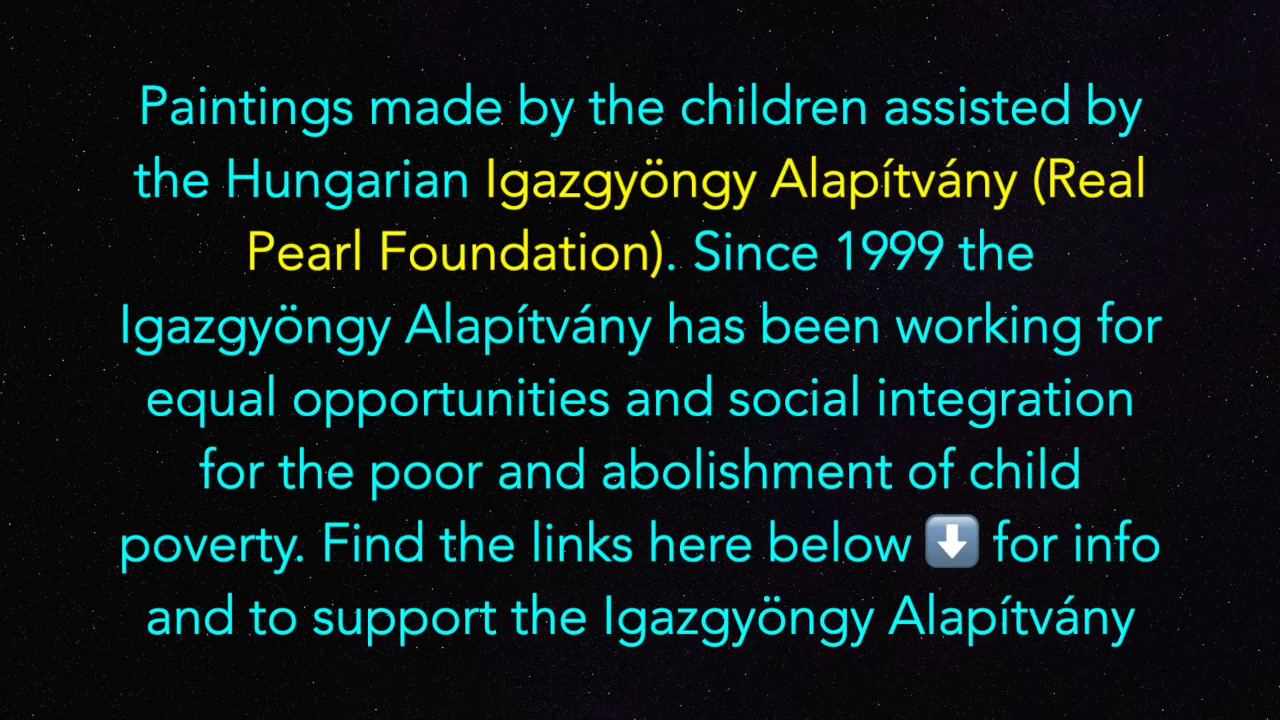 Paintings made by the children assisted by
the Hungarian Igazgyöngy Alapítvány (Real
Pearl Foundation). Since 1999 the
Igazgyöngy Alapítvány has been working for
equal opportunities and social integration
for the poor and abolishment of child
poverty. Find the links here below ⬇️ for info
and to support the Igazgyöngy Alapítvány